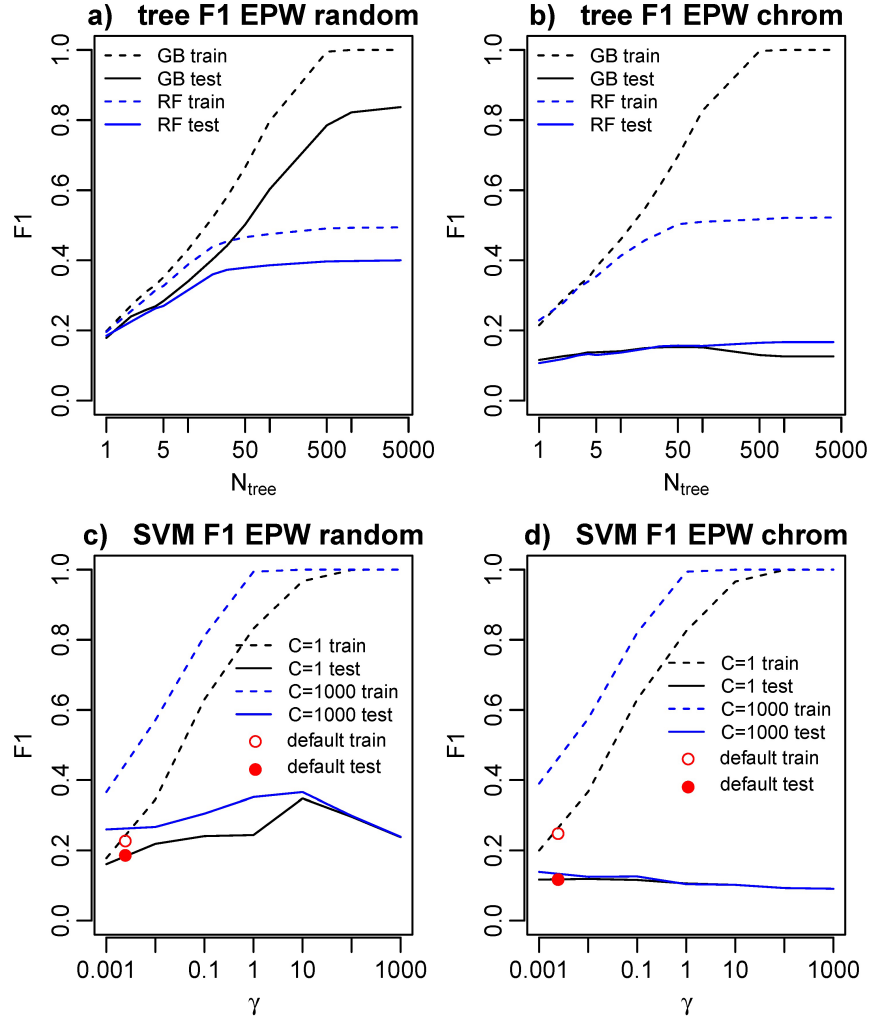 a) tree F1 EPW random
GB train
GB test
RF train
RF test
F1
0.0 0.2 0.4 0.6 0.8 1.0
1 5 50 500 5000
Ntree
b) tree F1 EPW chrom
GB train
GB test
RF train
RF test
F1
0.0 0.2 0.4 0.6 0.8 1.0
1 5 50 500 5000
Ntree
c) SVM F1 EPW random
C=1 train
C=1 test
C=1000 train
C=1000 test
default train
default test
F1
0.0 0.2 0.4 0.6 0.8 1.0
0.001 0.1 1 10 1000
γ
d) SVM F1 EPW chrom
C=1 train
C=1 test
C=1000 train
C=1000 test
default train
default test
F1
0.0 0.2 0.4 0.6 0.8 1.0
0.001 0.1 1 10 1000
γ